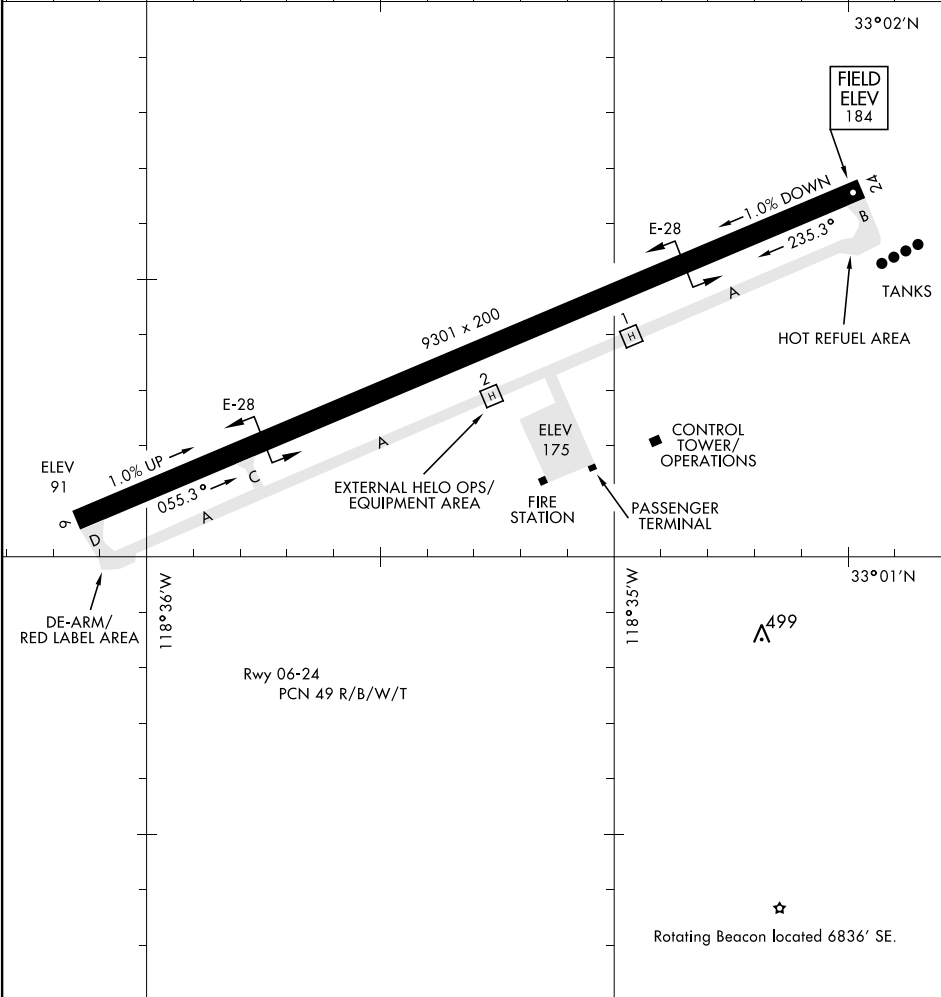 33°02'N
FIELD
ELEV
184
24
1.0% DOWN
B
E-28
235.3°
TANKS
A
9301 x 200
1
H
HOT REFUEL AREA
2
H
E-28
ELEV
175
CONTROL
TOWER/
OPERATIONS
A
1.0% UP
ELEV
91
C
055.3°
EXTERNAL HELO OPS/
EQUIPMENT AREA
FIRE
STATION
PASSENGER
TERMINAL
6
A
D
DE-ARM/
RED LABEL AREA
118°36'W
118°35'W
33°01'N
499
Rwy 06-24
PCN 49 R/B/W/T
Rotating Beacon located 6836' SE.